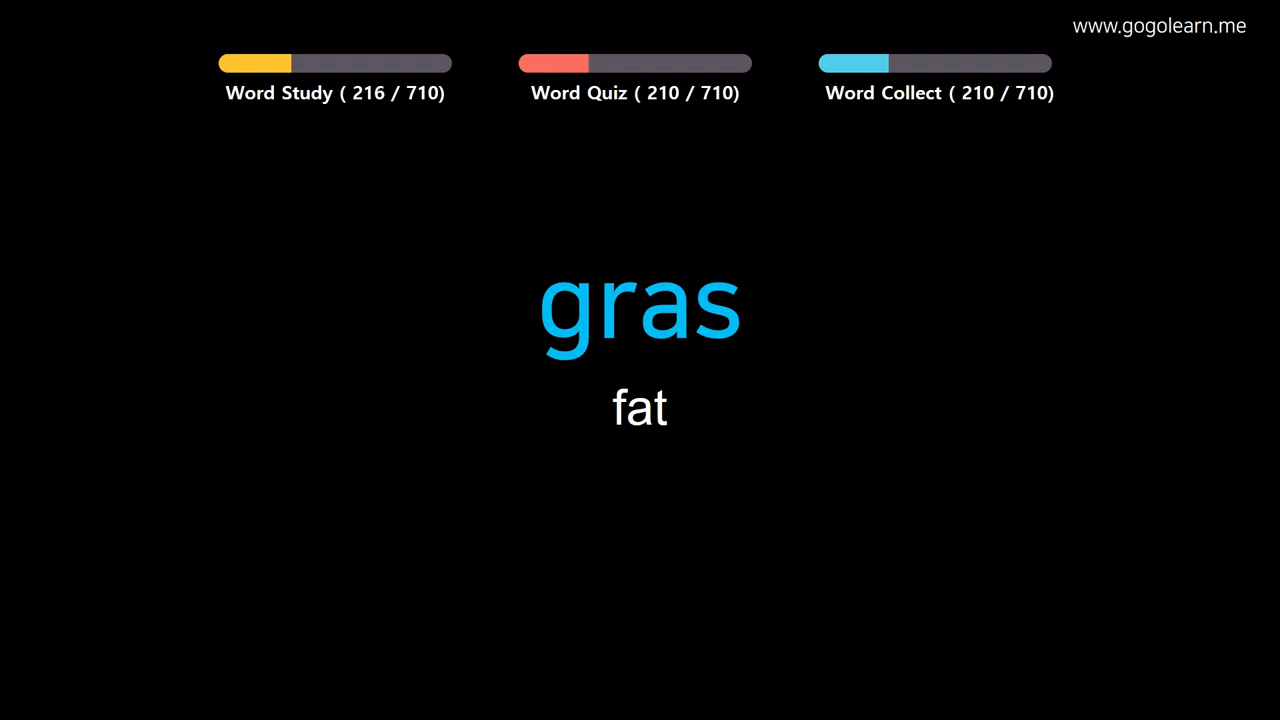 www.gogolearn.me
Word Study ( 216 / 710)
Word Quiz ( 210 / 710)
Word Collect ( 210 / 710)
gras
fat